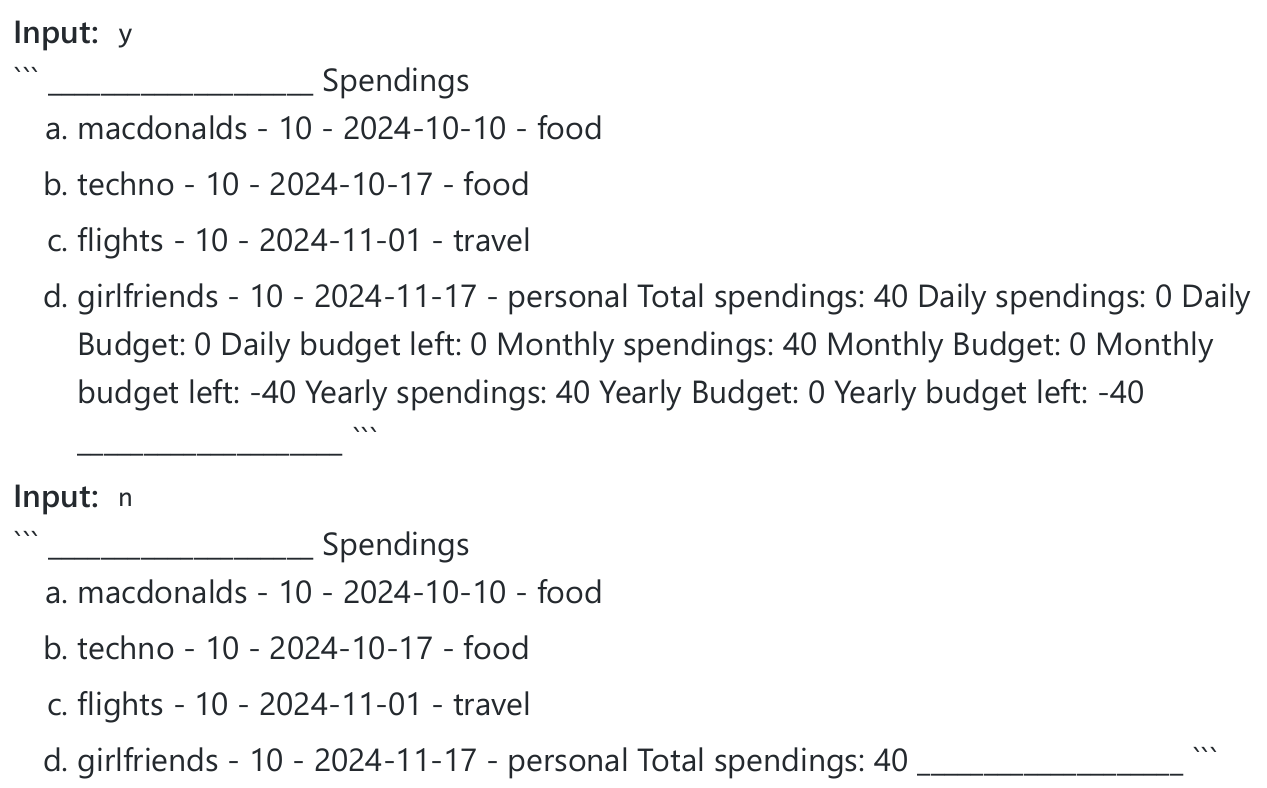 Input: y
``` _________________ Spendings
a. macdonalds - 10 - 2024-10-10 - food
b. techno - 10 - 2024-10-17 - food
c. flights - 10 - 2024-11-01 - travel
d. girlfriends - 10 - 2024-11-17 - personal Total spendings: 40 Daily spendings: 0 Daily
Budget: 0 Daily budget left: 0 Monthly spendings: 40 Monthly Budget: 0 Monthly
budget left: -40 Yearly spendings: 40 Yearly Budget: 0 Yearly budget left: -40
_________________ ```
Input: n
``` _________________ Spendings
a. macdonalds - 10 - 2024-10-10 - food
b. techno - 10 - 2024-10-17 - food
c. flights - 10 - 2024-11-01 - travel
d. girlfriends - 10 - 2024-11-17 - personal Total spendings: 40 _________________ ```